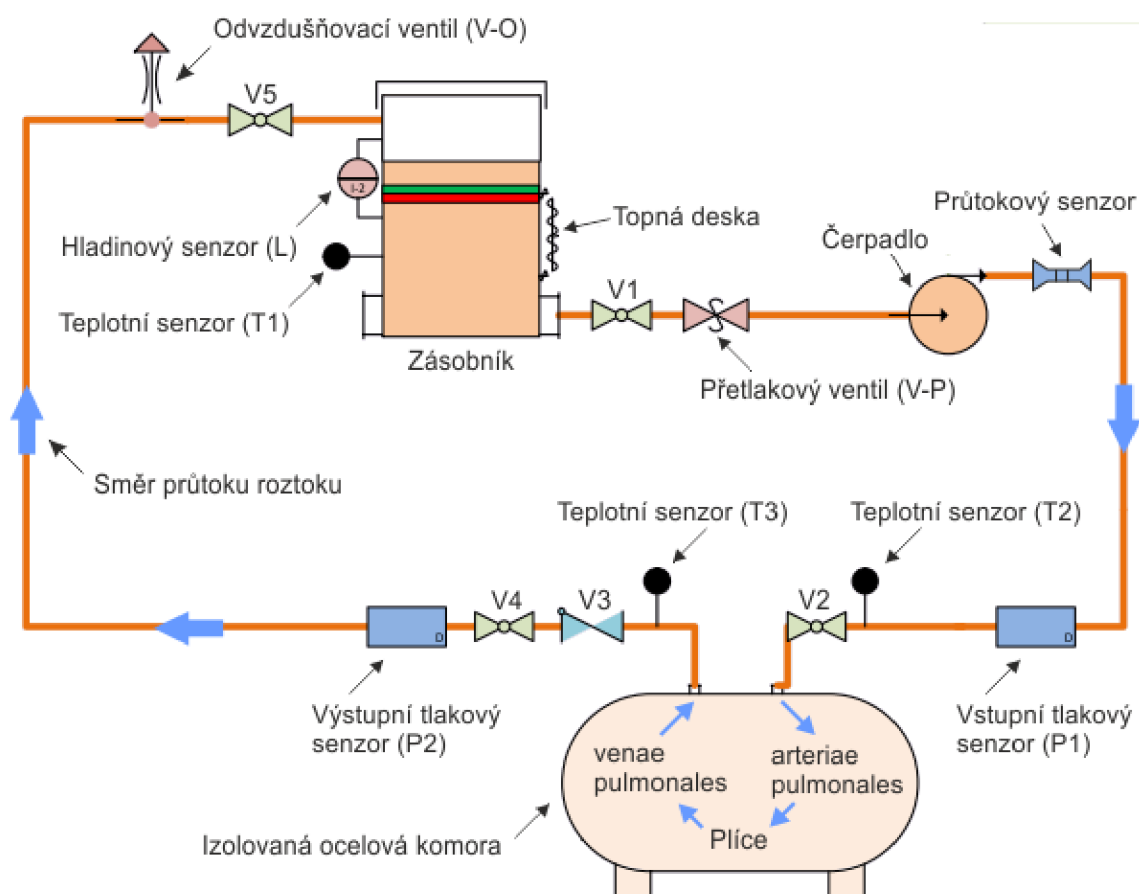 Odvzdušňovací ventil (V-O)
V5
I-2
Hladinový senzor (L)
Teplotní senzor (T1)
Zásobník
Topná deska
V1
Přetlakový ventil (V-P)
Čerpadlo
Průtokový senzor
Směr průtoku roztoku
Teplotní senzor (T3)
Teplotní senzor (T2)
V4
V3
V2
D
D
Výstupní tlakový
senzor (P2)
Vstupní tlakový
senzor (P1)
venae
pulmonales
arteriae
pulmonales
Plíce
Izolovaná ocelová komora